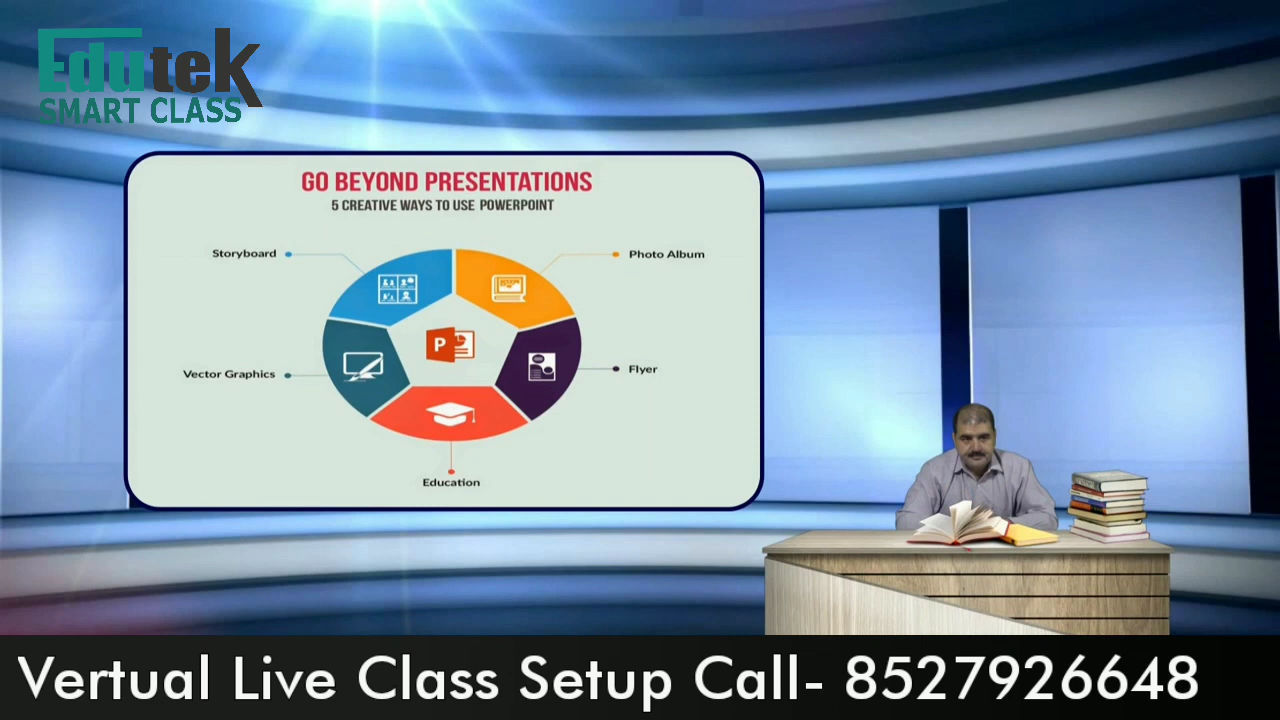 Edutek
SMART CLASS
GO BEYOND PRESENTATIONS
5 CREATIVE WAYS TO USE POWERPOINT
Storyboard
Photo Album
P
Vector Graphics
Flyer
Education
Vertual Live Class Setup Call- 8527926648